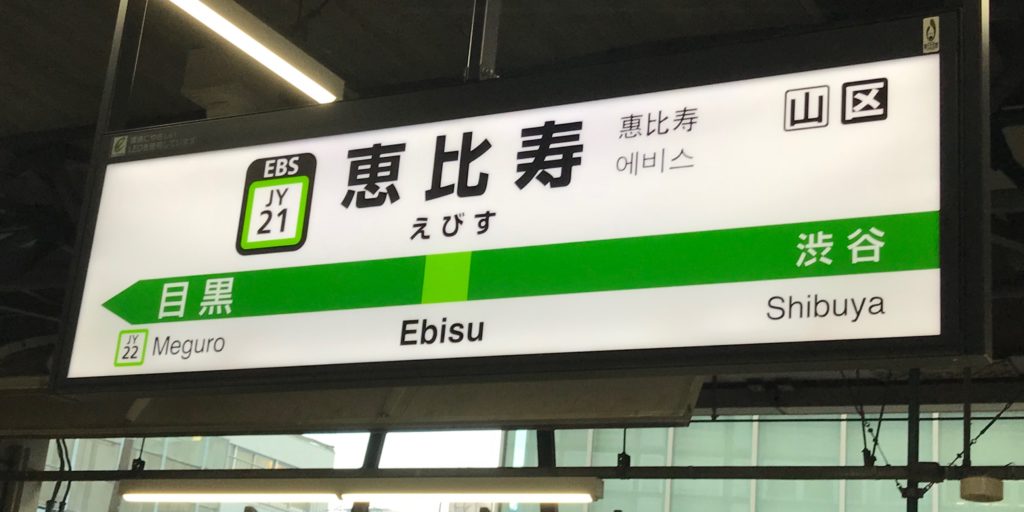 EBS
JY
21
恵比寿
えびす
恵比寿
에비스
山 区
目黒
渋谷
JY
22
Meguro
Ebisu
Shibuya